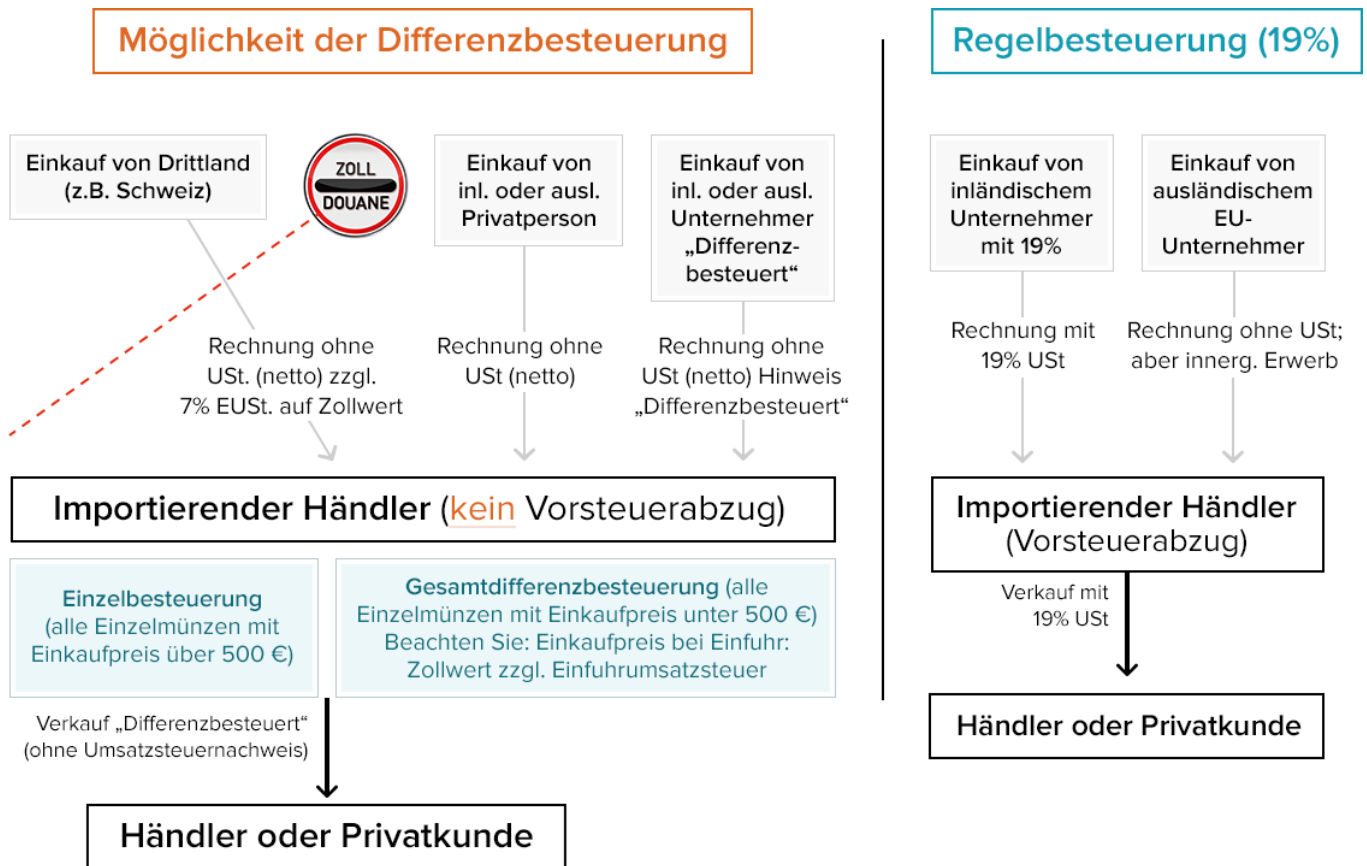 Möglichkeit der Differenzbesteuerung
Einkauf von Drittland
(z.B. Schweiz)
ZOLL
DOUANE
Einkauf von
inl. oder ausl.
Privatperson
Einkauf von
inl. oder ausl.
Unternehmer
„Differenz-
besteuert“
Rechnung ohne
USt. (netto) zzgl.
7% EUSt. auf Zollwert
Rechnung ohne
USt (netto)
Rechnung ohne
USt (netto) Hinweis
„Differenzbesteuert“
Importierender Händler (kein Vorsteuerabzug)
Einzelbesteuerung
(alle Einzelmünzen mit
Einkaufpreis über 500 €)
Gesamtdifferenzbesteuerung (alle
Einzelmünzen mit Einkaufpreis unter 500 €)
Beachten Sie: Einkaufpreis bei Einfuhr:
Zollwert zzgl. Einfuhrumsatzsteuer
Verkauf „Differenzbesteuert“
(ohne Umsatzsteuernachweis)
Händler oder Privatkunde
Regelbesteuerung (19%)
Einkauf von
inländischem
Unternehmer
mit 19%
Einkauf von
ausländischem
EU-
Unternehmer
Rechnung mit
19% USt
Rechnung ohne USt;
aber innerg. Erwerb
Importierender Händler
(Vorsteuerabzug)
Verkauf mit
19% USt
Händler oder Privatkunde